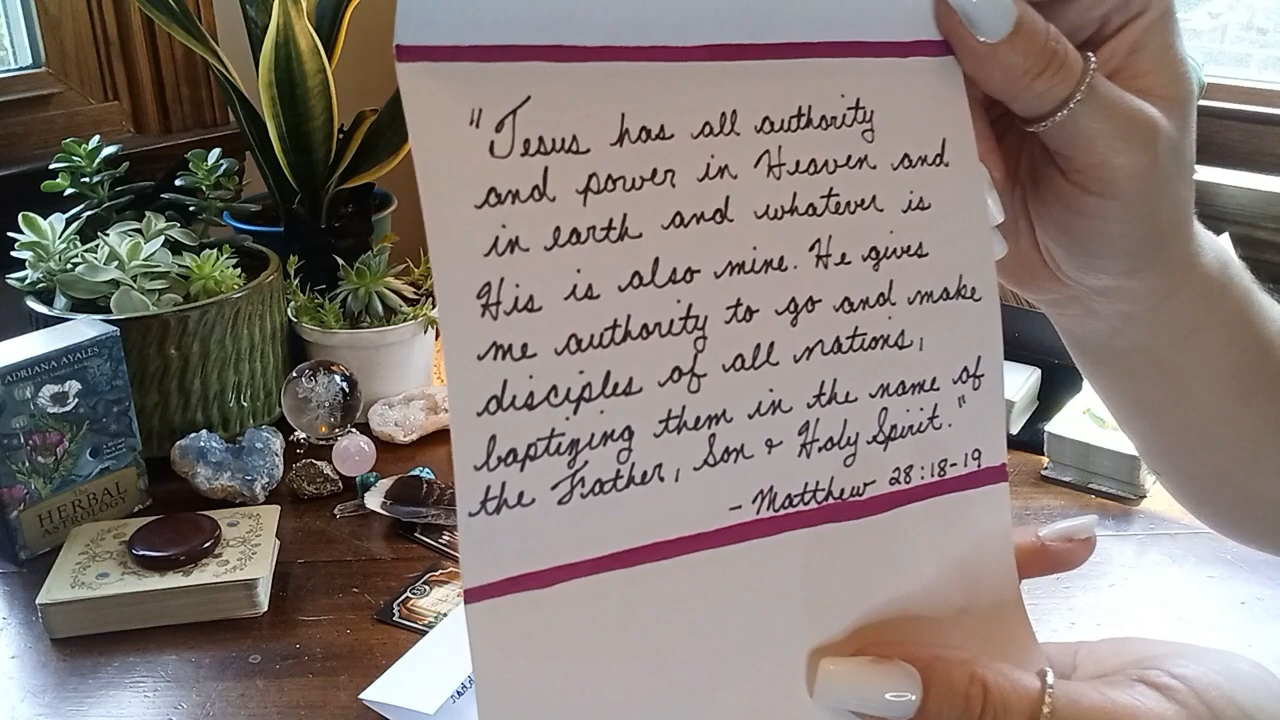 "Jesus has all authority
and power in Heaven and
in earth and whatever is
His is also mine. He gives
me authority to go and make
disciples of all nations,
baptizing them in the name of
the Father, Son & Holy Spirit."
- Matthew 28:18-19
ADRIANA AYALES
HERBAL
ASTROLOGY